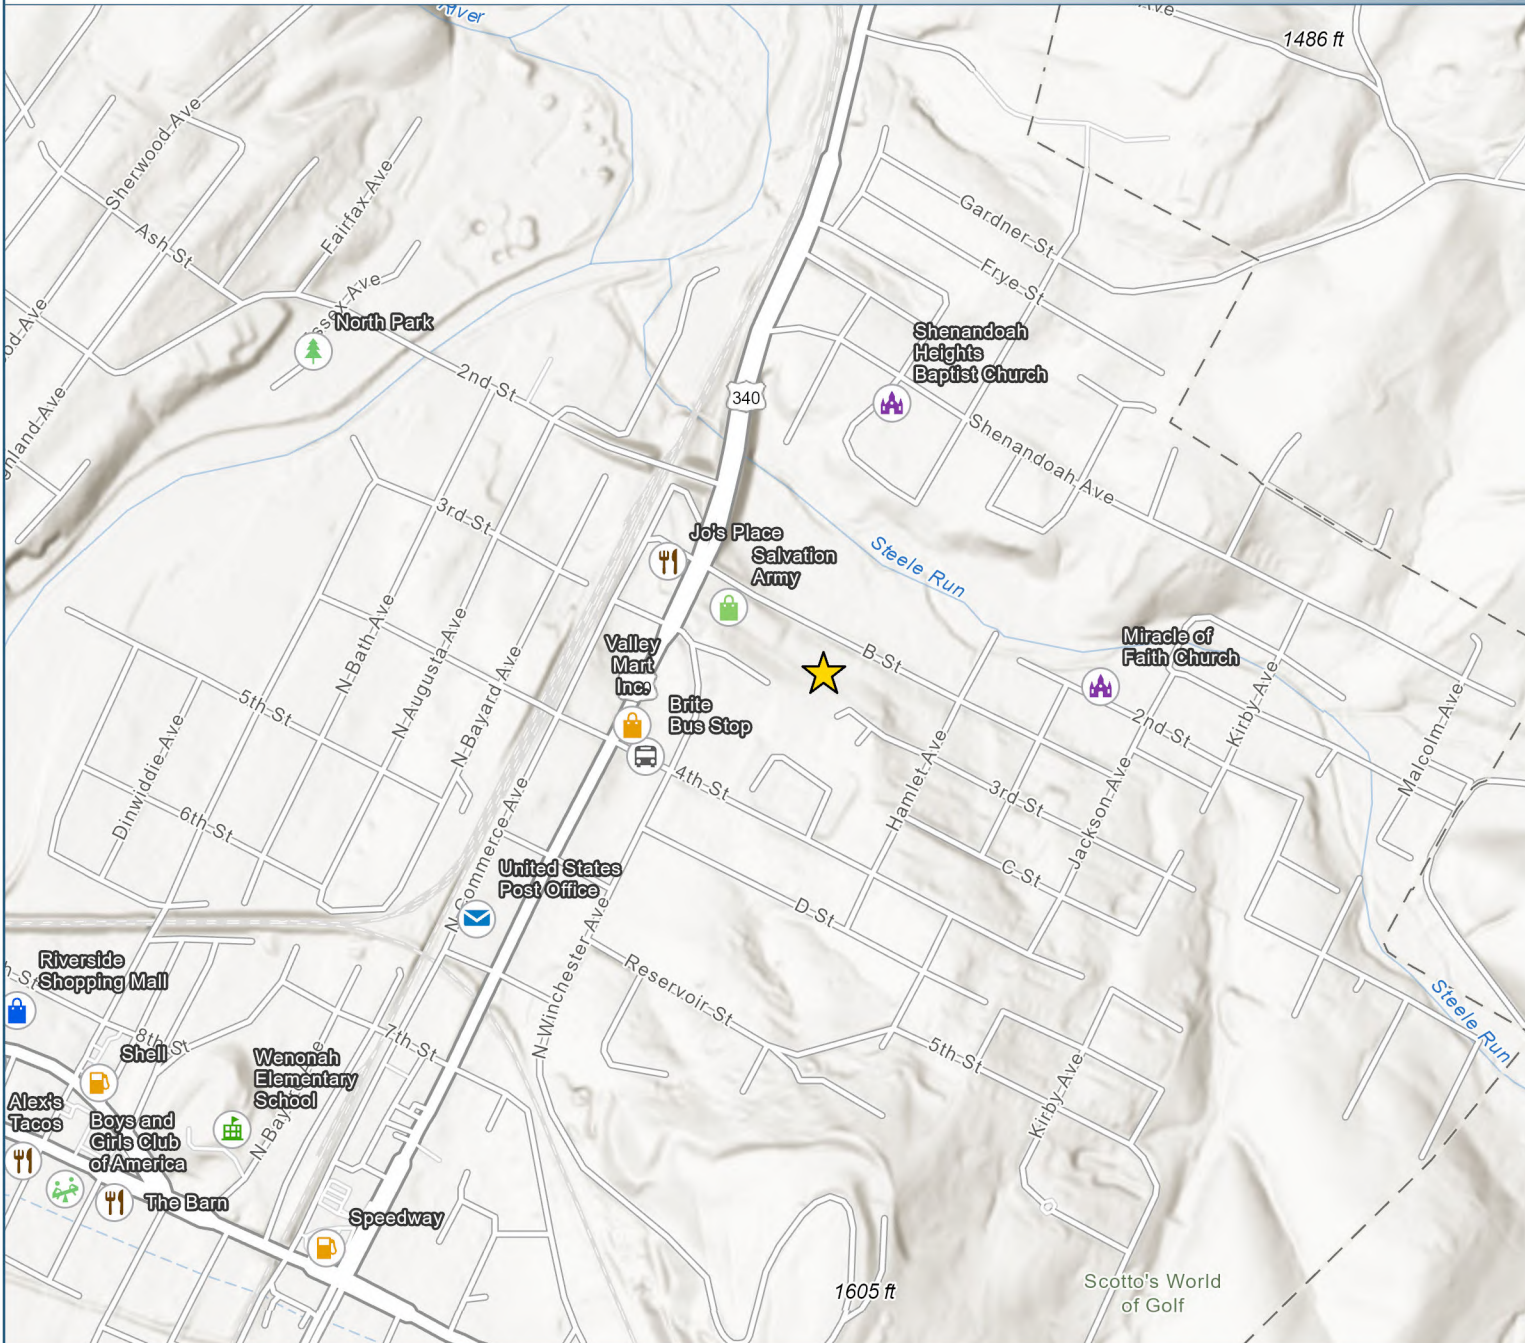 River
Ave
1486 ft
Sherwood Ave
Fairfax Ave
Ash St
Gardner St
Frye St
Essex Ave
North Park
Shenandoah
Heights
Baptist Church
2nd St
340
Shenandoah Ave
3rd St
Jo's Place
Salvation
Army
Steele Run
N Bath Ave
N Augusta Ave
N Bayard Ave
Valley
Mart
Inc.
B St
Miracle of
Faith Church
Brite
Bus Stop
5th St
2nd St
Kirby Ave
Malcolm Ave
Dinwiddie Ave
4th St
Hamlet Ave
3rd St
Jackson Ave
6th St
N Commerce Ave
United States
Post Office
C St
D St
N Winchester Ave
Riverside
Shopping Mall
Reservoir St
Steele Run
8th St
7th St
5th St
Shell
Wenonah
Elementary
School
Kirby Ave
Alex's
Tacos
Boys and
Girls Club
of America
The Barn
Speedway
1605 ft
Scotto's World
of Golf